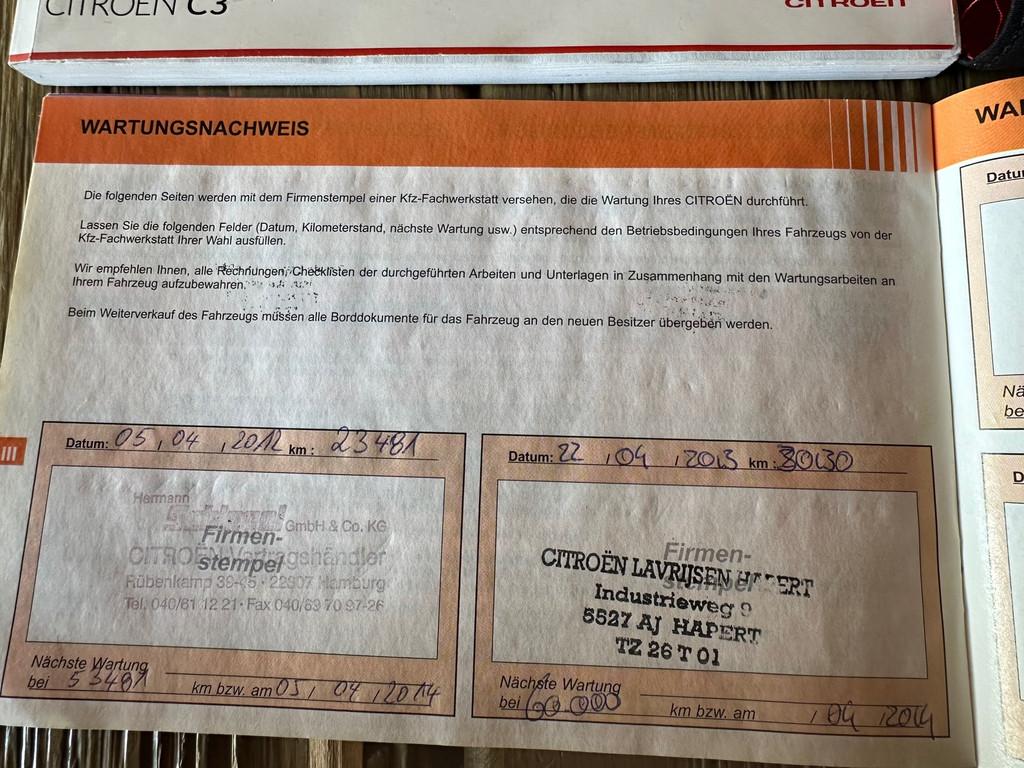 CITROËN C3
CITROËN
WARTUNGSNACHWEIS
Die folgenden Seiten werden mit dem Firmenstempel einer Kfz-Fachwerkstatt versehen, die die Wartung Ihres CITROËN durchführt.
Lassen Sie die folgenden Felder (Datum, Kilometerstand, nächste Wartung usw.) entsprechend den Betriebsbedingungen Ihres Fahrzeugs von der
Kfz-Fachwerkstatt Ihrer Wahl ausfüllen.
Wir empfehlen Ihnen, alle Rechnungen, Checklisten der durchgeführten Arbeiten und Unterlagen in Zusammenhang mit den Wartungsarbeiten an
Ihrem Fahrzeug aufzubewahren.
Beim Weiterverkauf des Fahrzeugs müssen alle Borddokumente für das Fahrzeug an den neuen Besitzer übergeben werden.
III
Datum: 05, 04, 2012 km: 23481
Hermann
GmbH & Co. KG
Firmen-
stempel
CITROËN Vertragshändler
Rübenkamp 39-45 · 22307 Hamburg
Tel. 040/61 12 21 · Fax 040/69 70 97-26
Nächste Wartung
bei 53481 km bzw. am 05, 04, 2014
Datum: 22, 04, 2013 km: 30130
Firmen-
stempel
CITROËN LAVRIJSEN HAPERT
Industrieweg 9
5527 AJ HAPERT
TZ 26 T 01
Nächste Wartung
bei 60.000 km bzw. am , 04, 2014
WAR
Datu
Nä
be
D